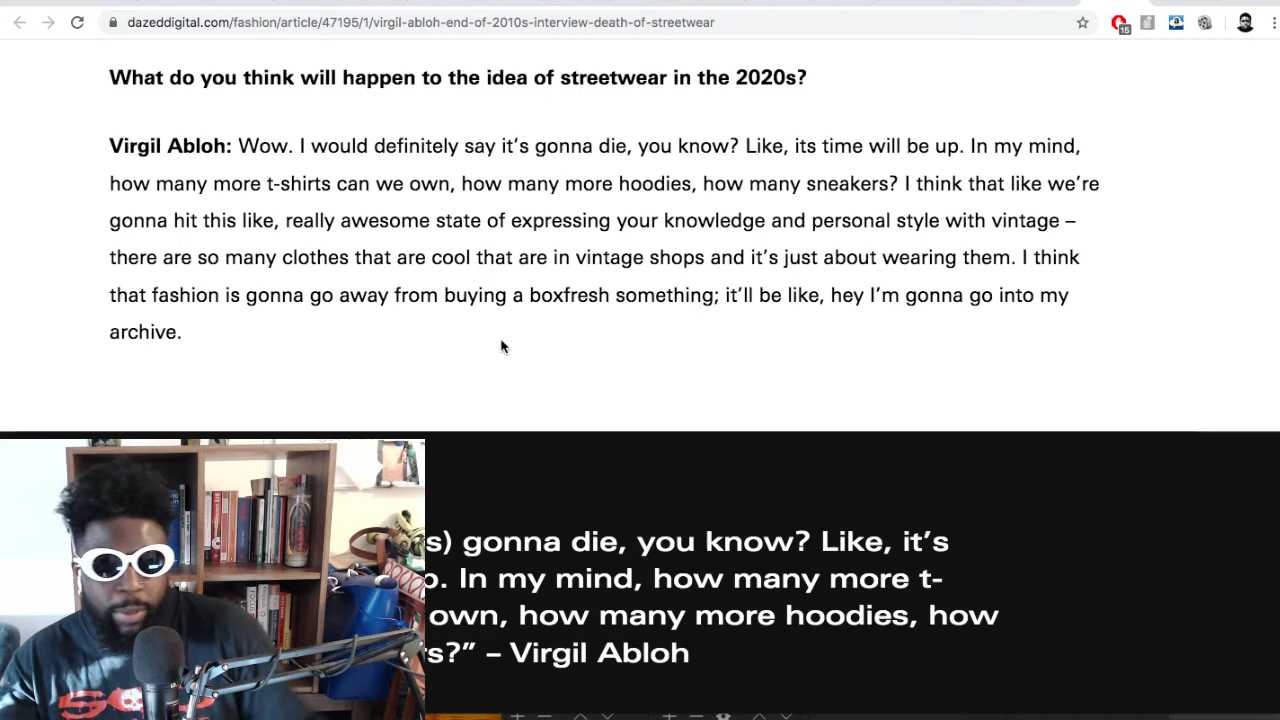 dazeddigital.com/fashion/article/47195/1/virgil-abloh-end-of-2010s-interview-death-of-streetwear
15
What do you think will happen to the idea of streetwear in the 2020s?
Virgil Abloh: Wow. I would definitely say it’s gonna die, you know? Like, its time will be up. In my mind,
how many more t-shirts can we own, how many more hoodies, how many sneakers? I think that like we’re
gonna hit this like, really awesome state of expressing your knowledge and personal style with vintage –
there are so many clothes that are cool that are in vintage shops and it’s just about wearing them. I think
that fashion is gonna go away from buying a boxfresh something; it’ll be like, hey I’m gonna go into my
archive.
s) gonna die, you know? Like, it’s
. In my mind, how many more t-
own, how many more hoodies, how
rs?” – Virgil Abloh